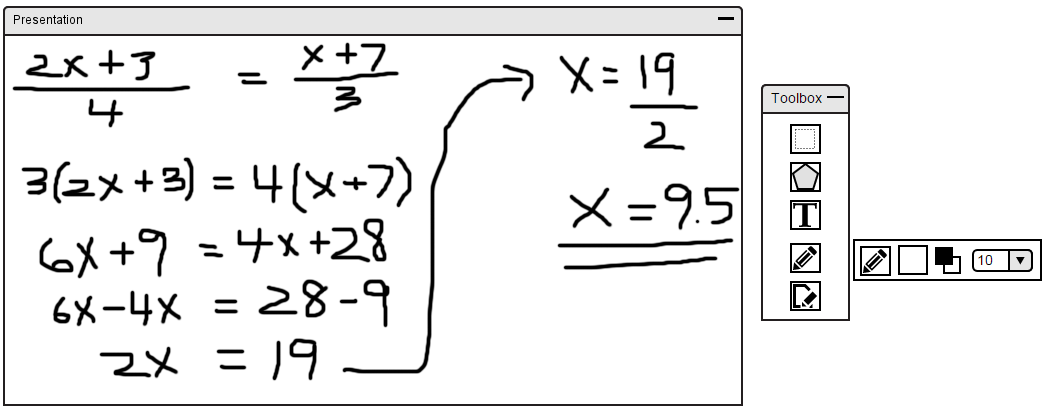 Presentation
2x+3/4 = x+7/3
3(2x+3) = 4(x+7)
6x+9 = 4x+28
6x-4x = 28-9
2x = 19
x = 19/2
x = 9.5
Toolbox
T
10